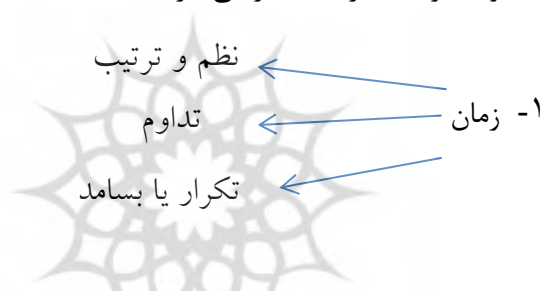 نظم و ترتیب
۱- زمان
تداوم
تکرار یا بسامد